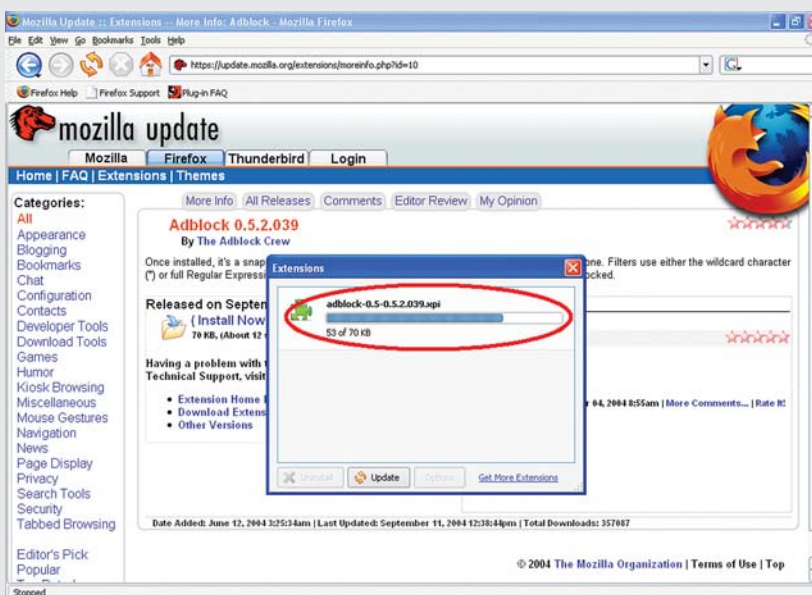 Mozilla Update :: Extensions -- More Info: Adblock - Mozilla Firefox
File Edit View Go Bookmarks Tools Help
https://update.mozilla.org/extensions/moreinfo.php?id=10
G
Firefox Help Firefox Support Plug-in FAQ
mozilla update
Mozilla Firefox Thunderbird Login
Home | FAQ | Extensions | Themes
Categories:
All
Appearance
Blogging
Bookmarks
Chat
Configuration
Contacts
Developer Tools
Download Tools
Games
Humor
Kiosk Browsing
Miscellaneous
Mouse Gestures
Navigation
News
Page Display
Privacy
Search Tools
Security
Tabbed Browsing
Editor's Pick
Popular
More Info All Releases Comments Editor Review My Opinion
Adblock 0.5.2.039
By The Adblock Crew
Once installed, it's a snap one. Filters use either the wildcard character
(*) or full Regular Expressi ocked.
Released on Septem
( Install Now
70 KB, (About 12
Having a problem with
Technical Support, visit
• Extension Home
• Download Extens
• Other Versions
04, 2004 8:55am | More Comments... | Rate It!
Extensions
adblock-0.5-0.5.2.039.xpi
53 of 70 KB
Uninstall Update Options Get More Extensions
Date Added: June 12, 2004 3:25:34am | Last Updated: September 11, 2004 12:38:44pm | Total Downloads: 357087
© 2004 The Mozilla Organization | Terms of Use | Top
Stopped